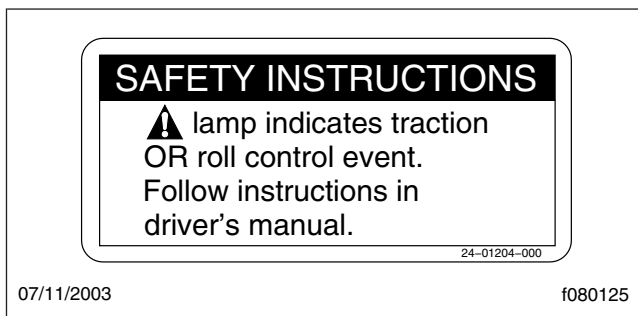 SAFETY INSTRUCTIONS
lamp indicates traction
OR roll control event.
Follow instructions in
driver’s manual.
24–01204–000
07/11/2003
f080125